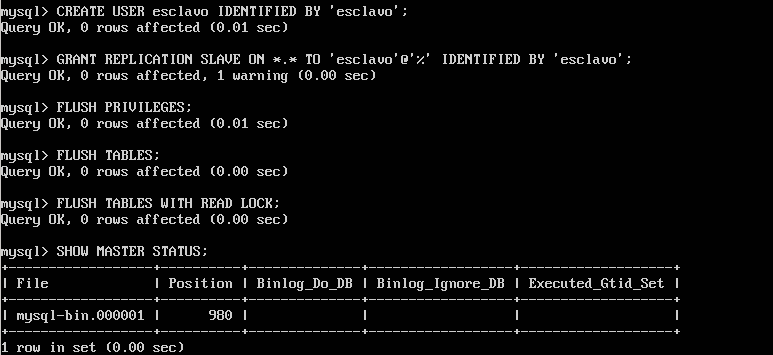 mysql> CREATE USER esclavo IDENTIFIED BY 'esclavo';
Query OK, 0 rows affected (0.01 sec)
mysql> GRANT REPLICATION SLAVE ON *.* TO 'esclavo'@'%' IDENTIFIED BY 'esclavo';
Query OK, 0 rows affected, 1 warning (0.00 sec)
mysql> FLUSH PRIVILEGES;
Query OK, 0 rows affected (0.01 sec)
mysql> FLUSH TABLES;
Query OK, 0 rows affected (0.00 sec)
mysql> FLUSH TABLES WITH READ LOCK;
Query OK, 0 rows affected (0.00 sec)
mysql> SHOW MASTER STATUS;
+------------------+----------+--------------+------------------+-------------------+
| File             | Position | Binlog_Do_DB | Binlog_Ignore_DB | Executed_Gtid_Set |
+------------------+----------+--------------+------------------+-------------------+
| mysql-bin.000001 |      980 |              |                  |                   |
+------------------+----------+--------------+------------------+-------------------+
1 row in set (0.00 sec)